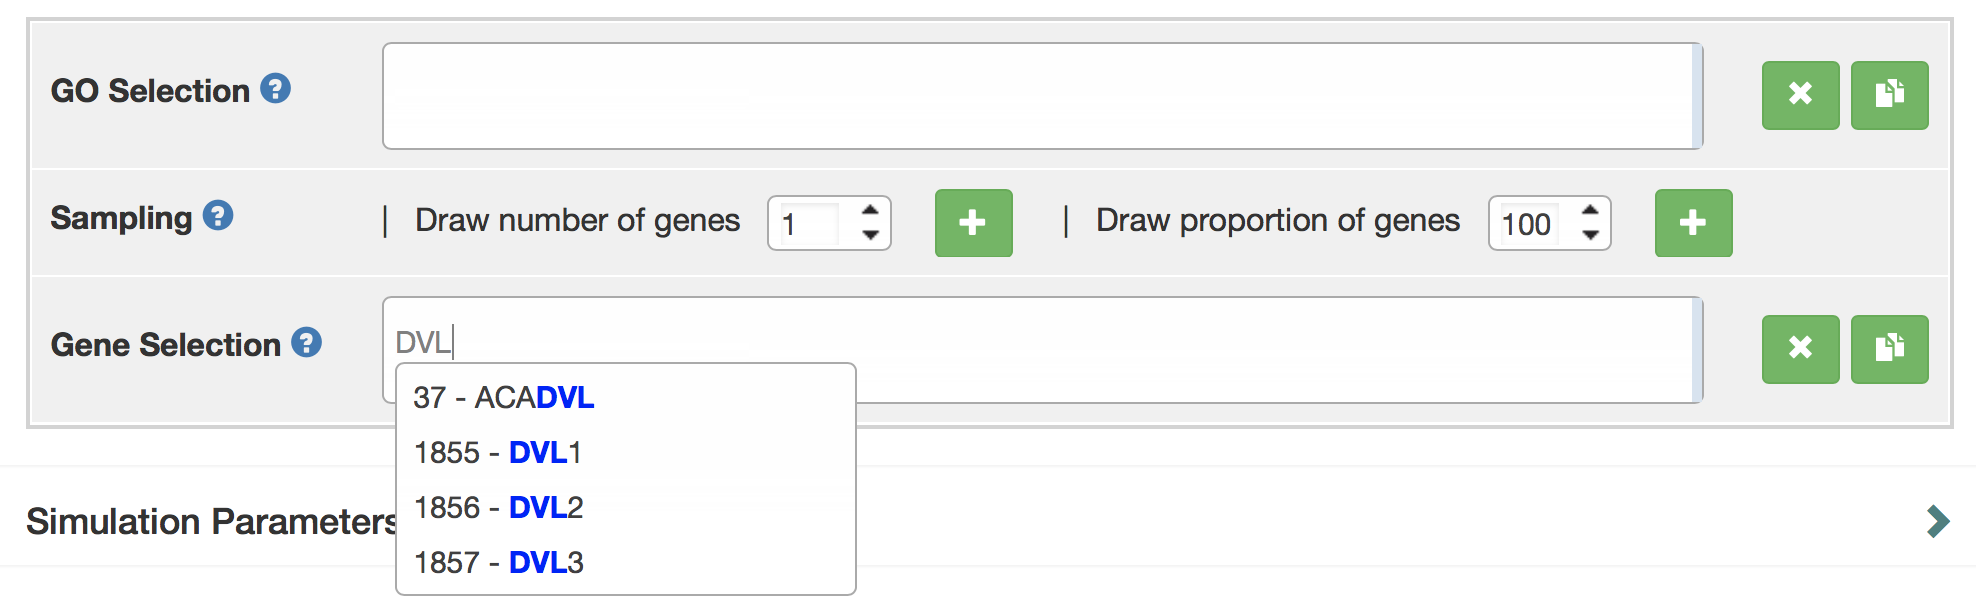 GO Selection ?
Sampling ? | Draw number of genes 1 | Draw proportion of genes 100
Gene Selection ? DVL
37 - ACADVL
1855 - DVL1
1856 - DVL2
1857 - DVL3
Simulation Parameters